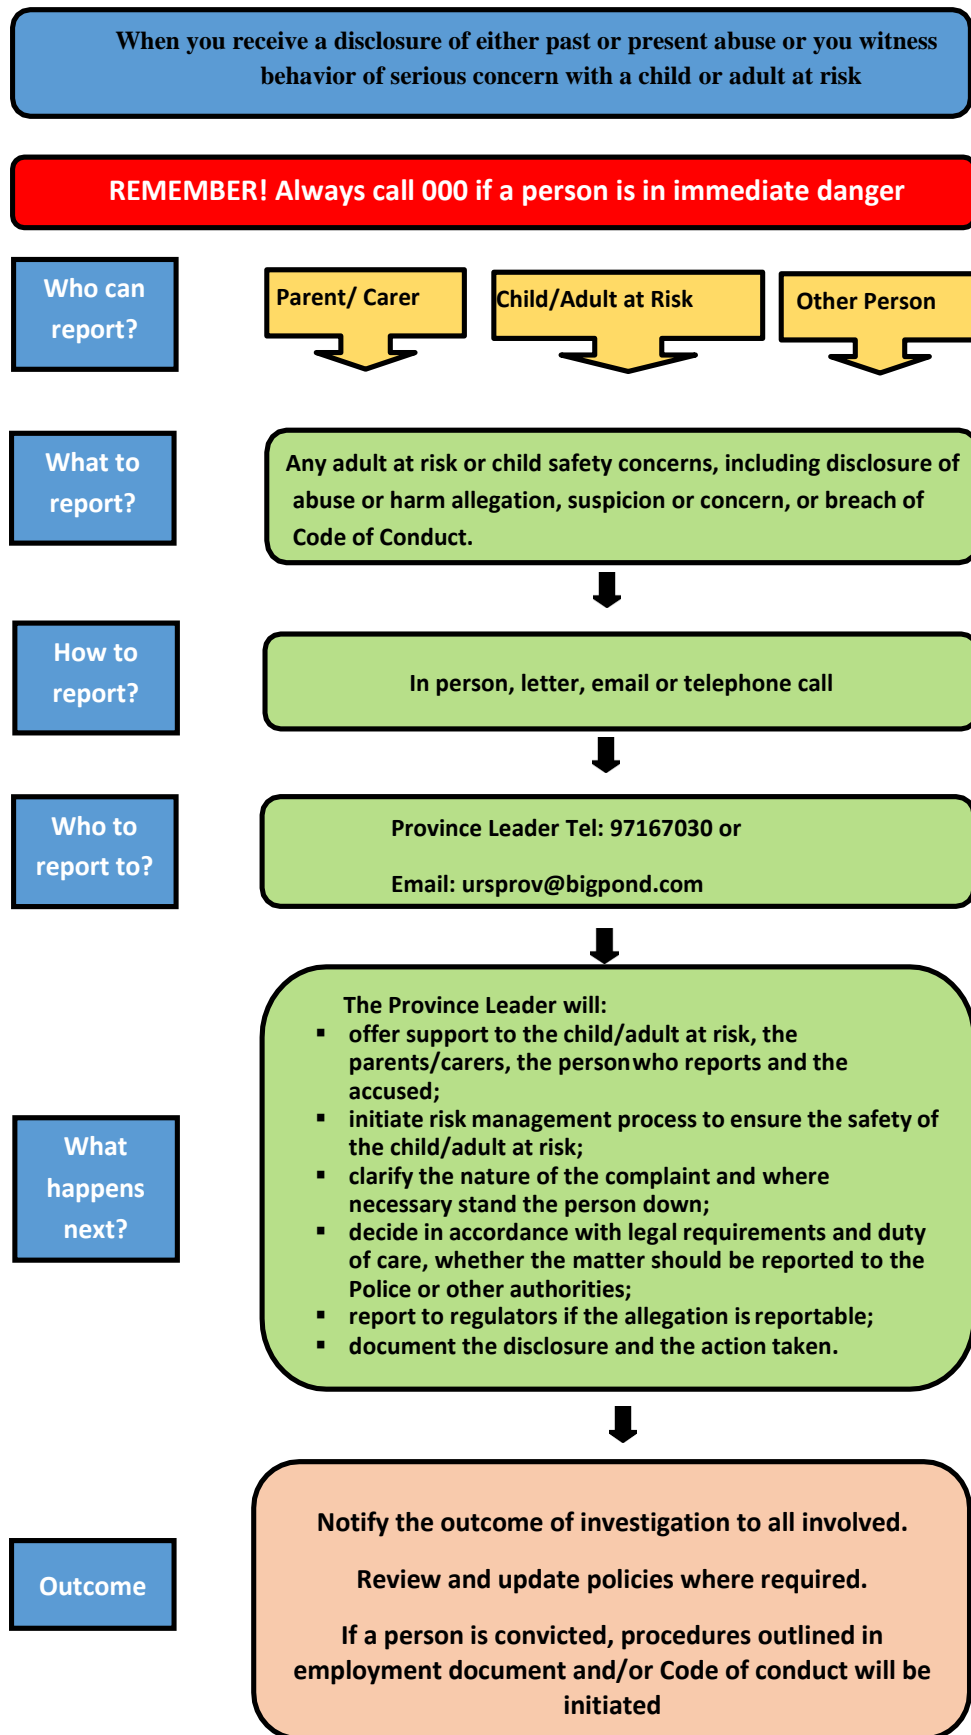 When you receive a disclosure of either past or present abuse or you witness
behavior of serious concern with a child or adult at risk
REMEMBER! Always call 000 if a person is in immediate danger
Who can
report?
Parent/ Carer
Child/Adult at Risk
Other Person
What to
report?
Any adult at risk or child safety concerns, including disclosure of
abuse or harm allegation, suspicion or concern, or breach of
Code of Conduct.
How to
report?
In person, letter, email or telephone call
Who to
report to?
Province Leader Tel: 97167030 or
Email: ursprov@bigpond.com
What
happens
next?
The Province Leader will:
▪ offer support to the child/adult at risk, the
parents/carers, the person who reports and the
accused;
▪ initiate risk management process to ensure the safety of
the child/adult at risk;
▪ clarify the nature of the complaint and where
necessary stand the person down;
▪ decide in accordance with legal requirements and duty
of care, whether the matter should be reported to the
Police or other authorities;
▪ report to regulators if the allegation is reportable;
▪ document the disclosure and the action taken.
Outcome
Notify the outcome of investigation to all involved.
Review and update policies where required.
If a person is convicted, procedures outlined in
employment document and/or Code of conduct will be
initiated